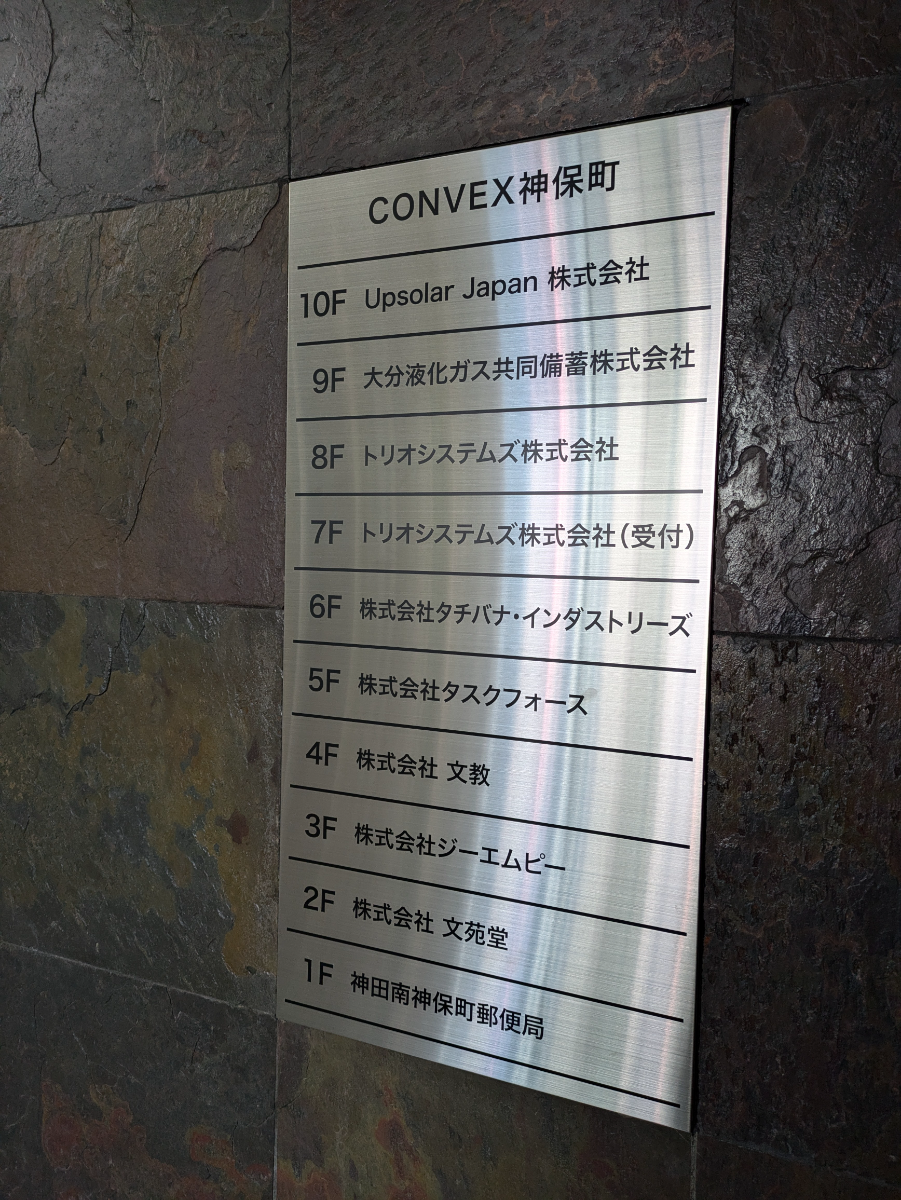 CONVEX神保町
10F Upsolar Japan 株式会社
9F 大分液化ガス共同備蓄株式会社
8F トリオシステムズ株式会社
7F トリオシステムズ株式会社(受付)
6F 株式会社タチバナ・インダストリーズ
5F 株式会社タスクフォース
4F 株式会社 文教
3F 株式会社ジーエムピー
2F 株式会社 文苑堂
1F 神田南神保町郵便局